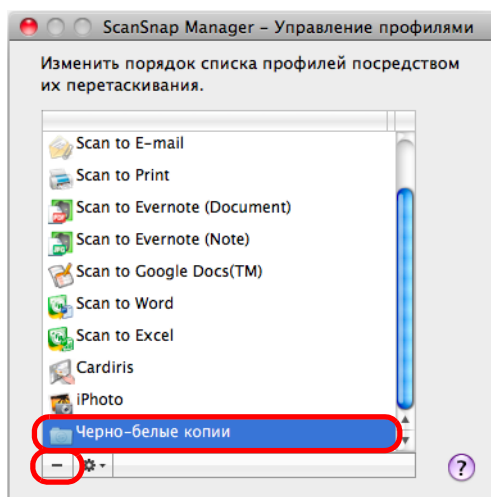 ScanSnap Manager – Управление профилями
Изменить порядок списка профилей посредством
их перетаскивания.
Scan to E-mail
Scan to Print
Scan to Evernote (Document)
Scan to Evernote (Note)
Scan to Google Docs(TM)
Scan to Word
Scan to Excel
Cardiris
iPhoto
Черно-белые копии
?